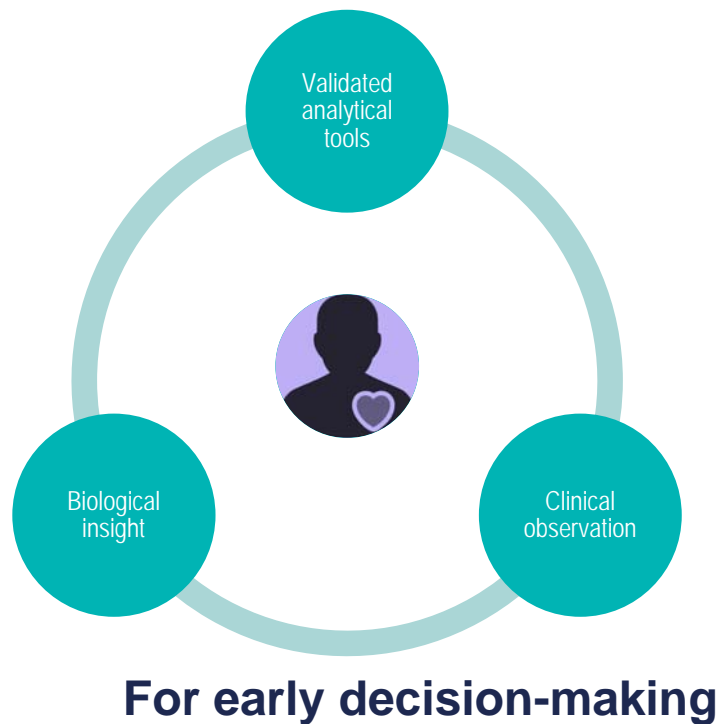 Validated
analytical
tools
Biological
insight
Clinical
observation
For early decision-making